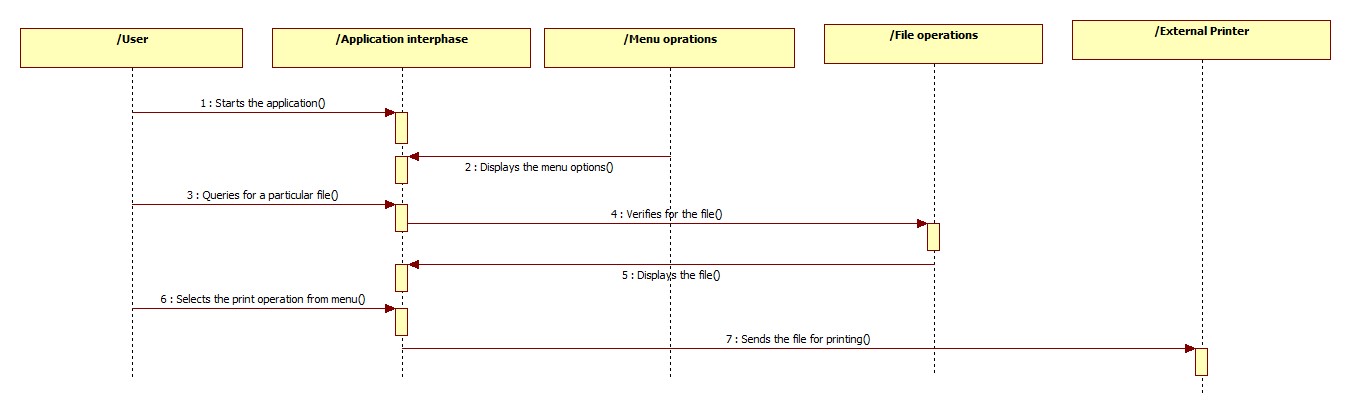 /User
/Application interphase
/Menu oprations
/File operations
/External Printer
1 : Starts the application()
2 : Displays the menu options()
3 : Queries for a particular file()
4 : Verifies for the file()
5 : Displays the file()
6 : Selects the print operation from menu()
7 : Sends the file for printing()